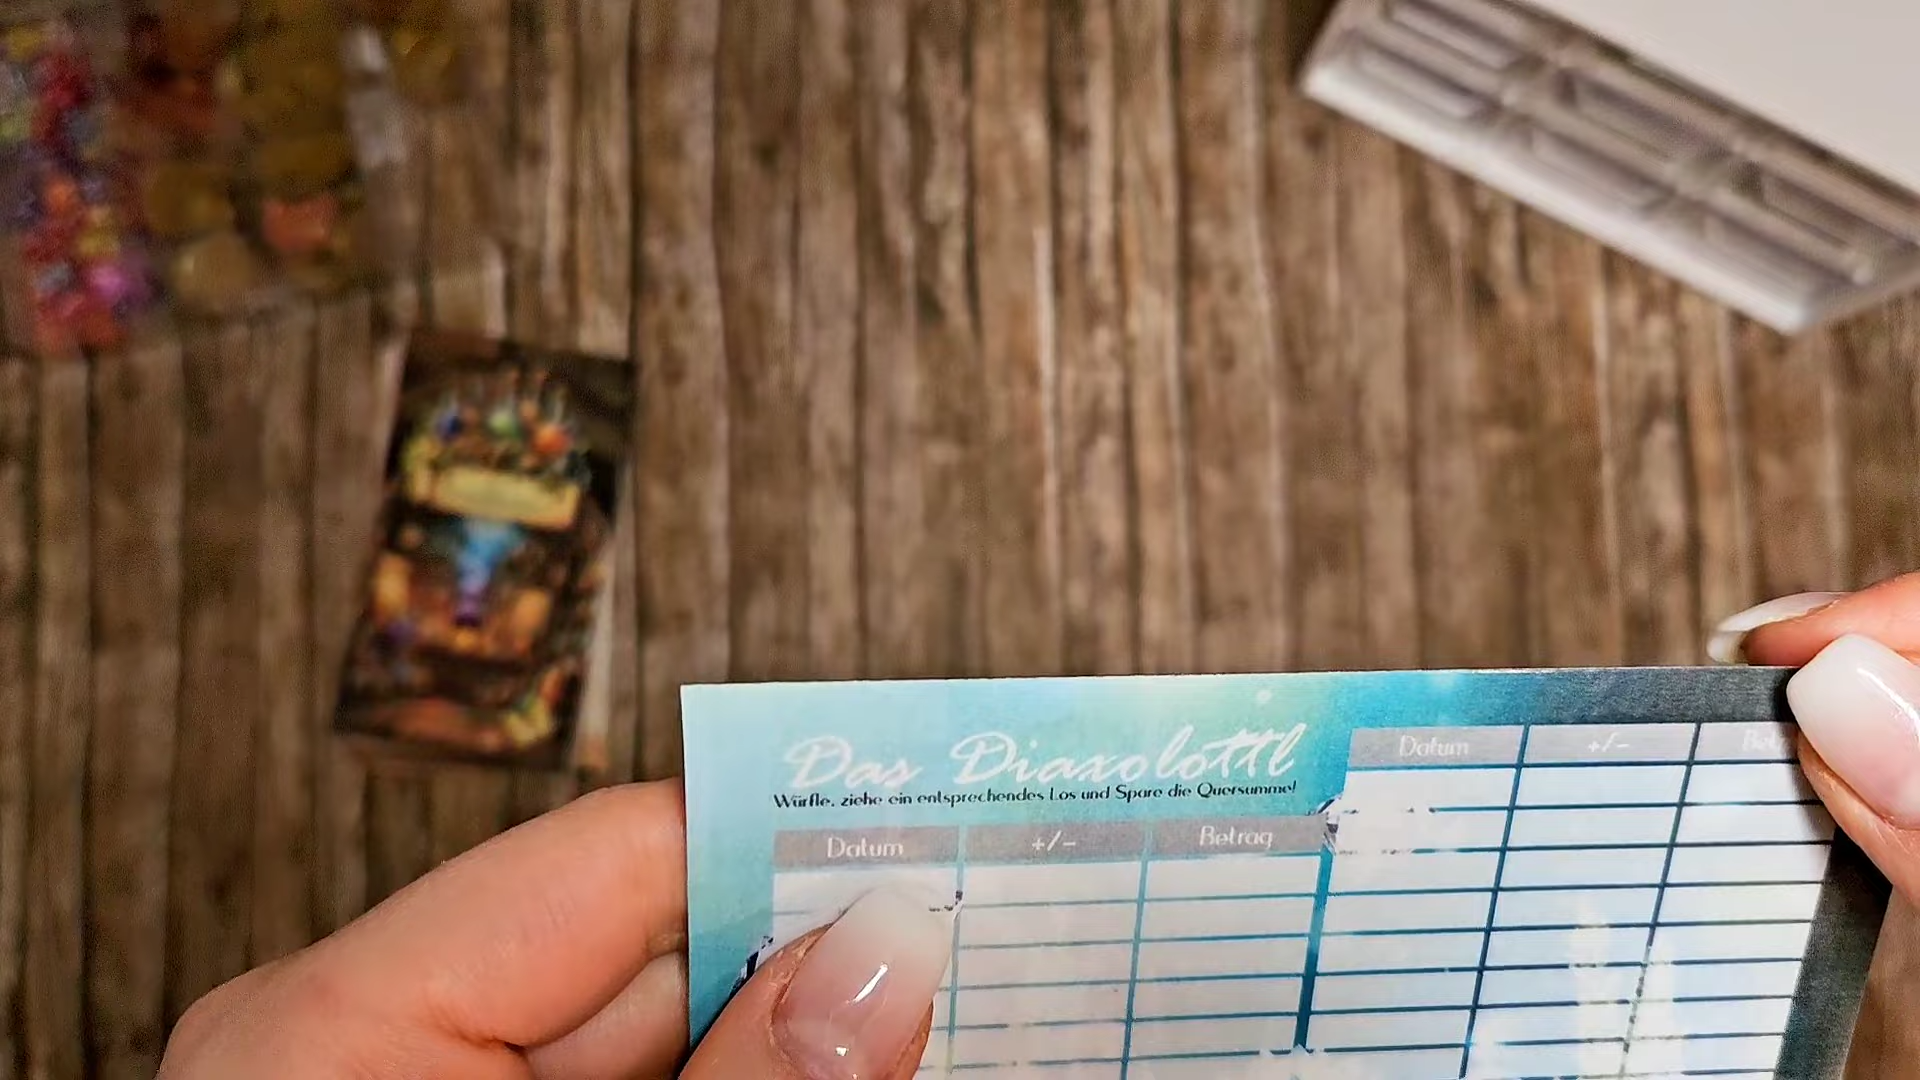 Das Diaxolottl
Würfle, ziehe ein entsprechendes Los und Spare die Quersumme!
Datum +/- Betrag
Datum +/-